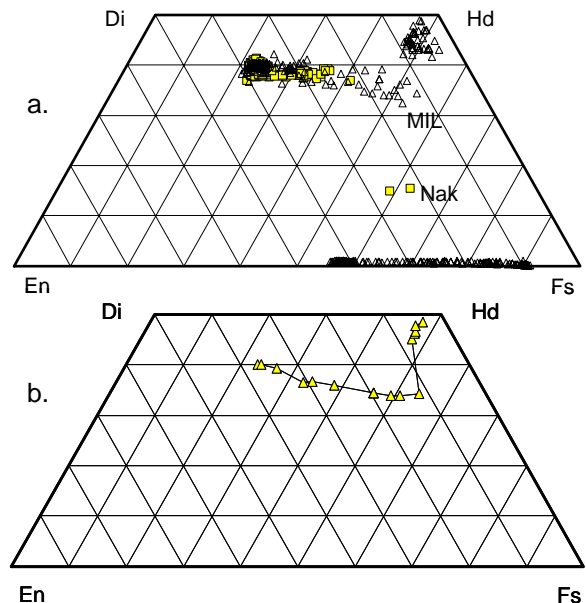 Di Hd
a.
MIL
Nak
En Fs
Di Hd
b.
En Fs